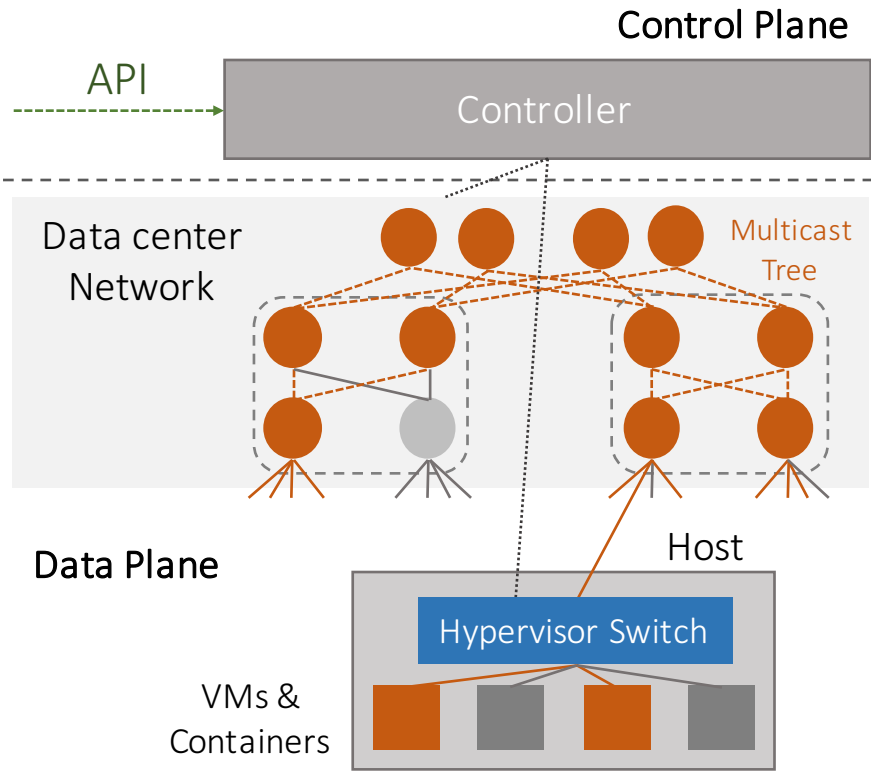 Control Plane
API
Controller
Data center
Network
Multicast
Tree
Data Plane
Host
Hypervisor Switch
VMs &
Containers